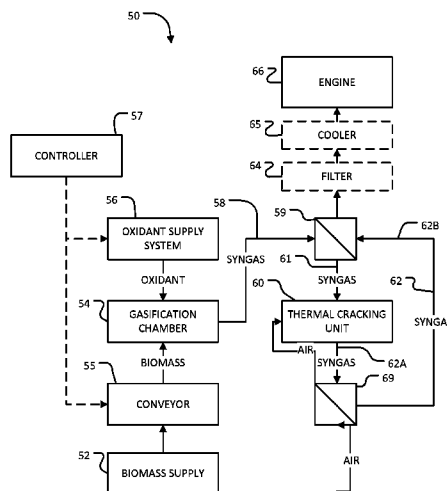 50
66
ENGINE
57
65
COOLER
CONTROLLER
64
FILTER
56
58
59
62B
OXIDANT SUPPLY
SYSTEM
SYNGAS
61
62
OXIDANT
60
SYNGAS
54
GASIFICATION
CHAMBER
THERMAL CRACKING
UNIT
SYNGA
BIOMASS
AIR
SYNGAS
62A
55
69
CONVEYOR
52
BIOMASS SUPPLY
AIR